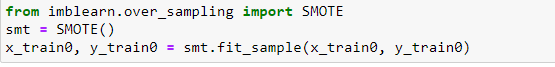 from imblearn.over_sampling import SMOTE
smt = SMOTE()
x_train0, y_train0 = smt.fit_sample(x_train0, y_train0)